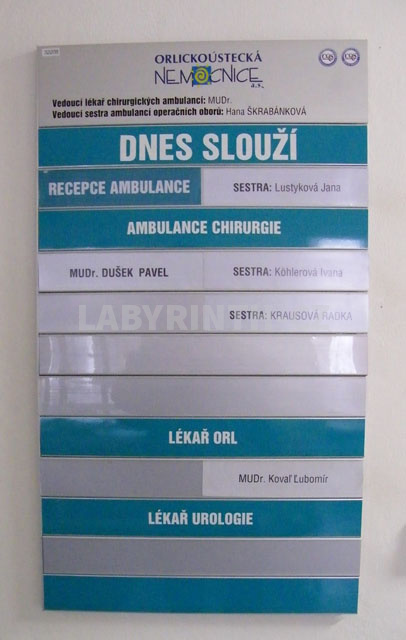 ORLICKOÚSTECKÁ
NEMOCNICE
a.s.
Vedoucí lékař chirurgických ambulancí: MUDr.
Vedoucí sestra ambulancí operačních oborů: Hana ŠKRABÁNKOVÁ
DNES SLOUŽÍ
RECEPCE AMBULANCE SESTRA: Lustyková Jana
AMBULANCE CHIRURGIE
MUDr. DUŠEK PAVEL SESTRA: Köhlerová Ivana
SESTRA: KRAUSOVÁ RADKA
LÉKAŘ ORL
MUDr. Kovaľ Ľubomír
LÉKAŘ UROLOGIE